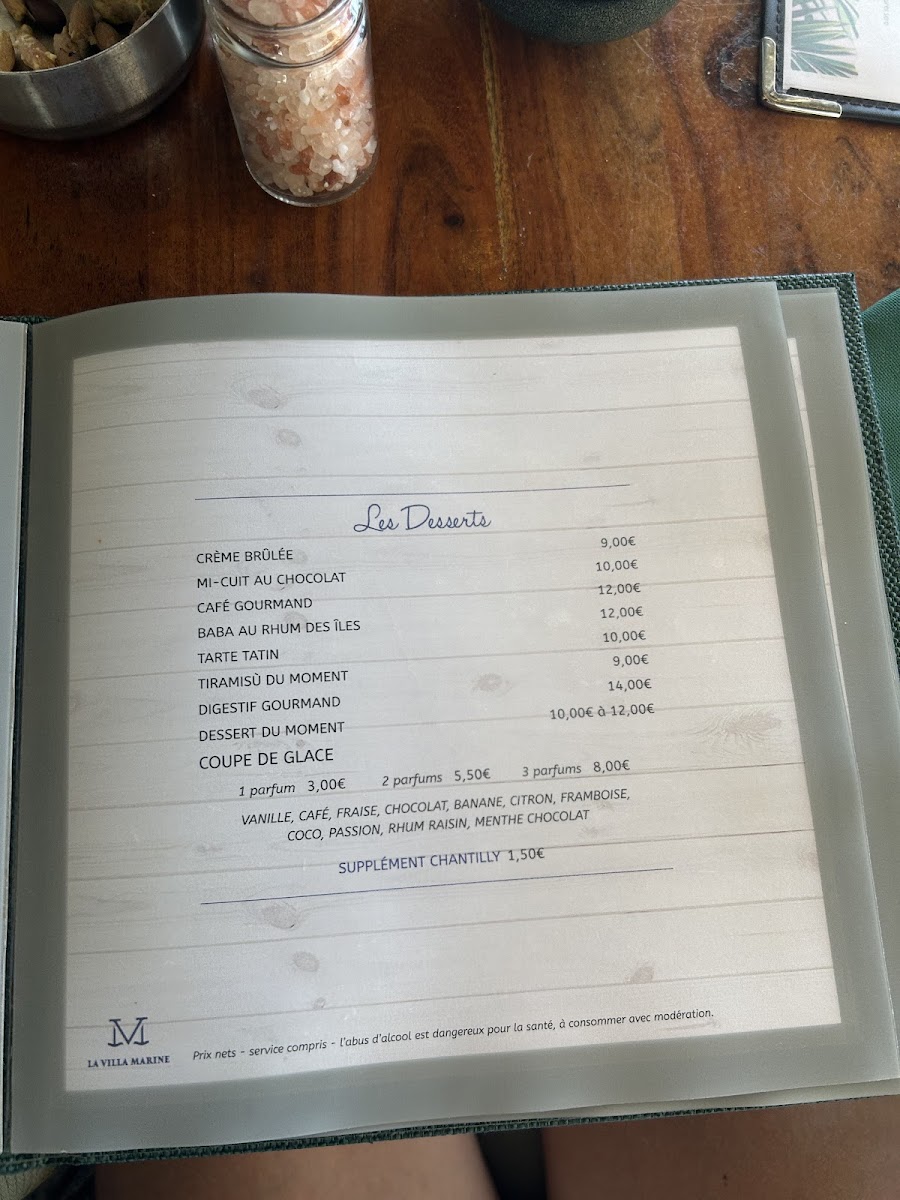 Les Desserts
CRÈME BRÛLÉE 9,00€
MI-CUIT AU CHOCOLAT 10,00€
CAFÉ GOURMAND 12,00€
BABA AU RHUM DES ÎLES 12,00€
TARTE TATIN 10,00€
TIRAMISÙ DU MOMENT 9,00€
DIGESTIF GOURMAND 14,00€
DESSERT DU MOMENT 10,00€ à 12,00€
COUPE DE GLACE
1 parfum 3,00€ 2 parfums 5,50€ 3 parfums 8,00€
VANILLE, CAFÉ, FRAISE, CHOCOLAT, BANANE, CITRON, FRAMBOISE,
COCO, PASSION, RHUM RAISIN, MENTHE CHOCOLAT
SUPPLÉMENT CHANTILLY 1,50€
VM
LA VILLA MARINE
Prix nets - service compris - l'abus d'alcool est dangereux pour la santé, à consommer avec modération.